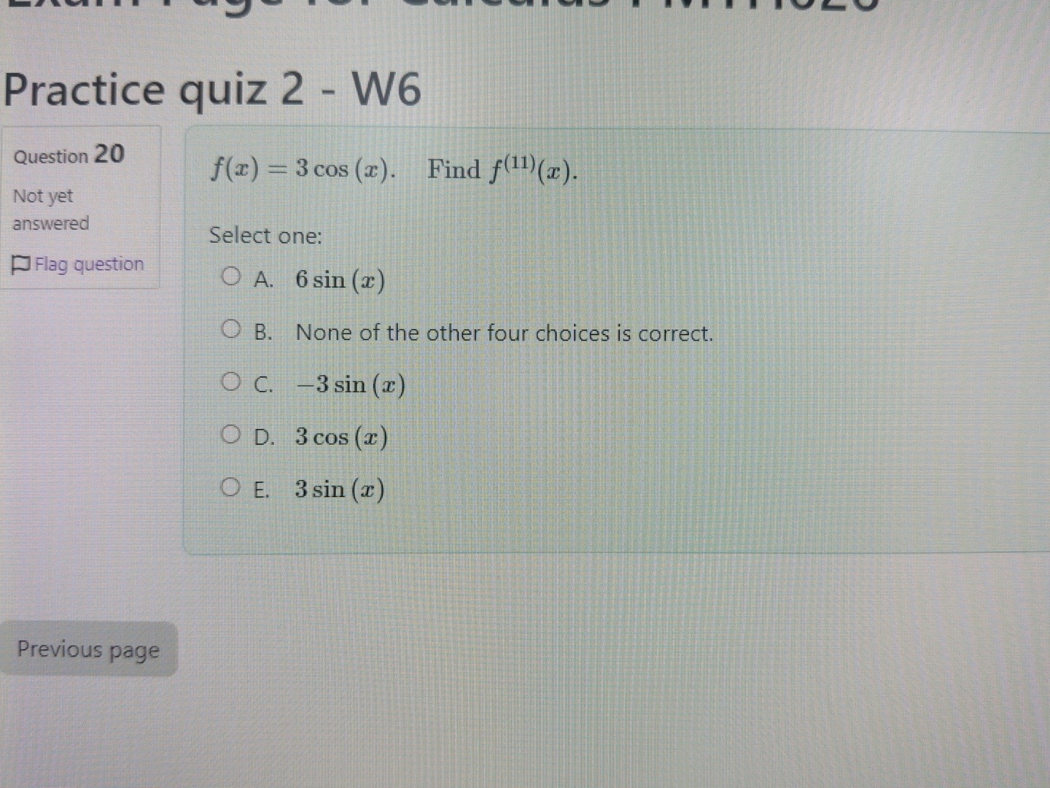 Practice quiz 2 - W6
Question 20
Not yet
answered
Flag question
f(x) = 3 cos (x). Find f⁽¹¹⁾(x).
Select one:
A. 6 sin (x)
B. None of the other four choices is correct.
C. −3 sin (x)
D. 3 cos (x)
E. 3 sin (x)
Previous page